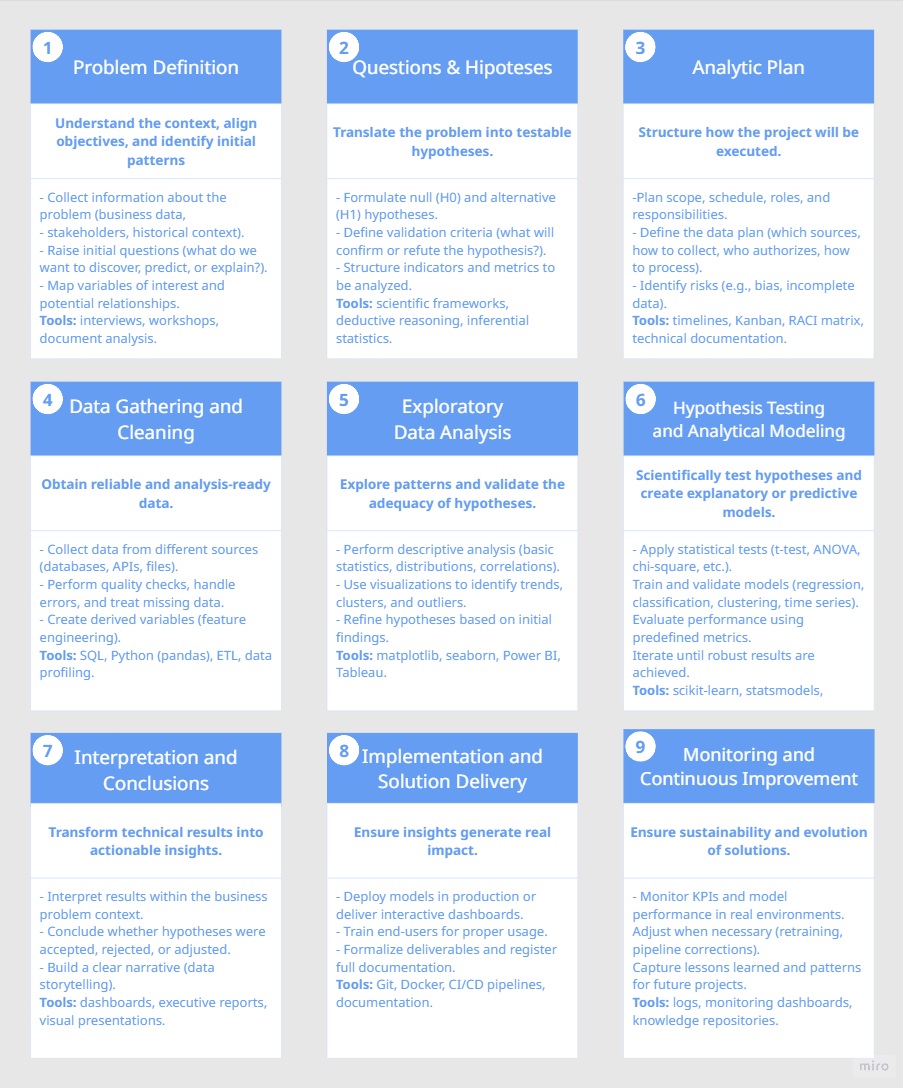 1
Problem Definition
Understand the context, align
objectives, and identify initial
patterns
- Collect information about the
problem (business data,
- stakeholders, historical context).
- Raise initial questions (what do we
want to discover, predict, or explain?).
- Map variables of interest and
potential relationships.
Tools: interviews, workshops,
document analysis.
2
Questions & Hipoteses
Translate the problem into testable
hypotheses.
- Formulate null (H0) and alternative
(H1) hypotheses.
- Define validation criteria (what will
confirm or refute the hypothesis?).
- Structure indicators and metrics to
be analyzed.
Tools: scientific frameworks,
deductive reasoning, inferential
statistics.
3
Analytic Plan
Structure how the project will be
executed.
-Plan scope, schedule, roles, and
responsibilities.
- Define the data plan (which sources,
how to collect, who authorizes, how
to process).
- Identify risks (e.g., bias, incomplete
data).
Tools: timelines, Kanban, RACI matrix,
technical documentation.
4
Data Gathering and
Cleaning
Obtain reliable and analysis-ready
data.
- Collect data from different sources
(databases, APIs, files).
- Perform quality checks, handle
errors, and treat missing data.
- Create derived variables (feature
engineering).
Tools: SQL, Python (pandas), ETL, data
profiling.
5
Exploratory
Data Analysis
Explore patterns and validate the
adequacy of hypotheses.
- Perform descriptive analysis (basic
statistics, distributions, correlations).
- Use visualizations to identify trends,
clusters, and outliers.
- Refine hypotheses based on initial
findings.
Tools: matplotlib, seaborn, Power BI,
Tableau.
6
Hypothesis Testing
and Analytical Modeling
Scientifically test hypotheses and
create explanatory or predictive
models.
- Apply statistical tests (t-test, ANOVA,
chi-square, etc.).
Train and validate models (regression,
classification, clustering, time series).
Evaluate performance using
predefined metrics.
Iterate until robust results are
achieved.
Tools: scikit-learn, statsmodels,
7
Interpretation and
Conclusions
Transform technical results into
actionable insights.
- Interpret results within the business
problem context.
- Conclude whether hypotheses were
accepted, rejected, or adjusted.
- Build a clear narrative (data
storytelling).
Tools: dashboards, executive reports,
visual presentations.
8
Implementation and
Solution Delivery
Ensure insights generate real
impact.
- Deploy models in production or
deliver interactive dashboards.
- Train end-users for proper usage.
- Formalize deliverables and register
full documentation.
Tools: Git, Docker, CI/CD pipelines,
documentation.
9
Monitoring and
Continuous Improvement
Ensure sustainability and evolution
of solutions.
- Monitor KPIs and model
performance in real environments.
Adjust when necessary (retraining,
pipeline corrections).
Capture lessons learned and patterns
for future projects.
Tools: logs, monitoring dashboards,
knowledge repositories.
miro